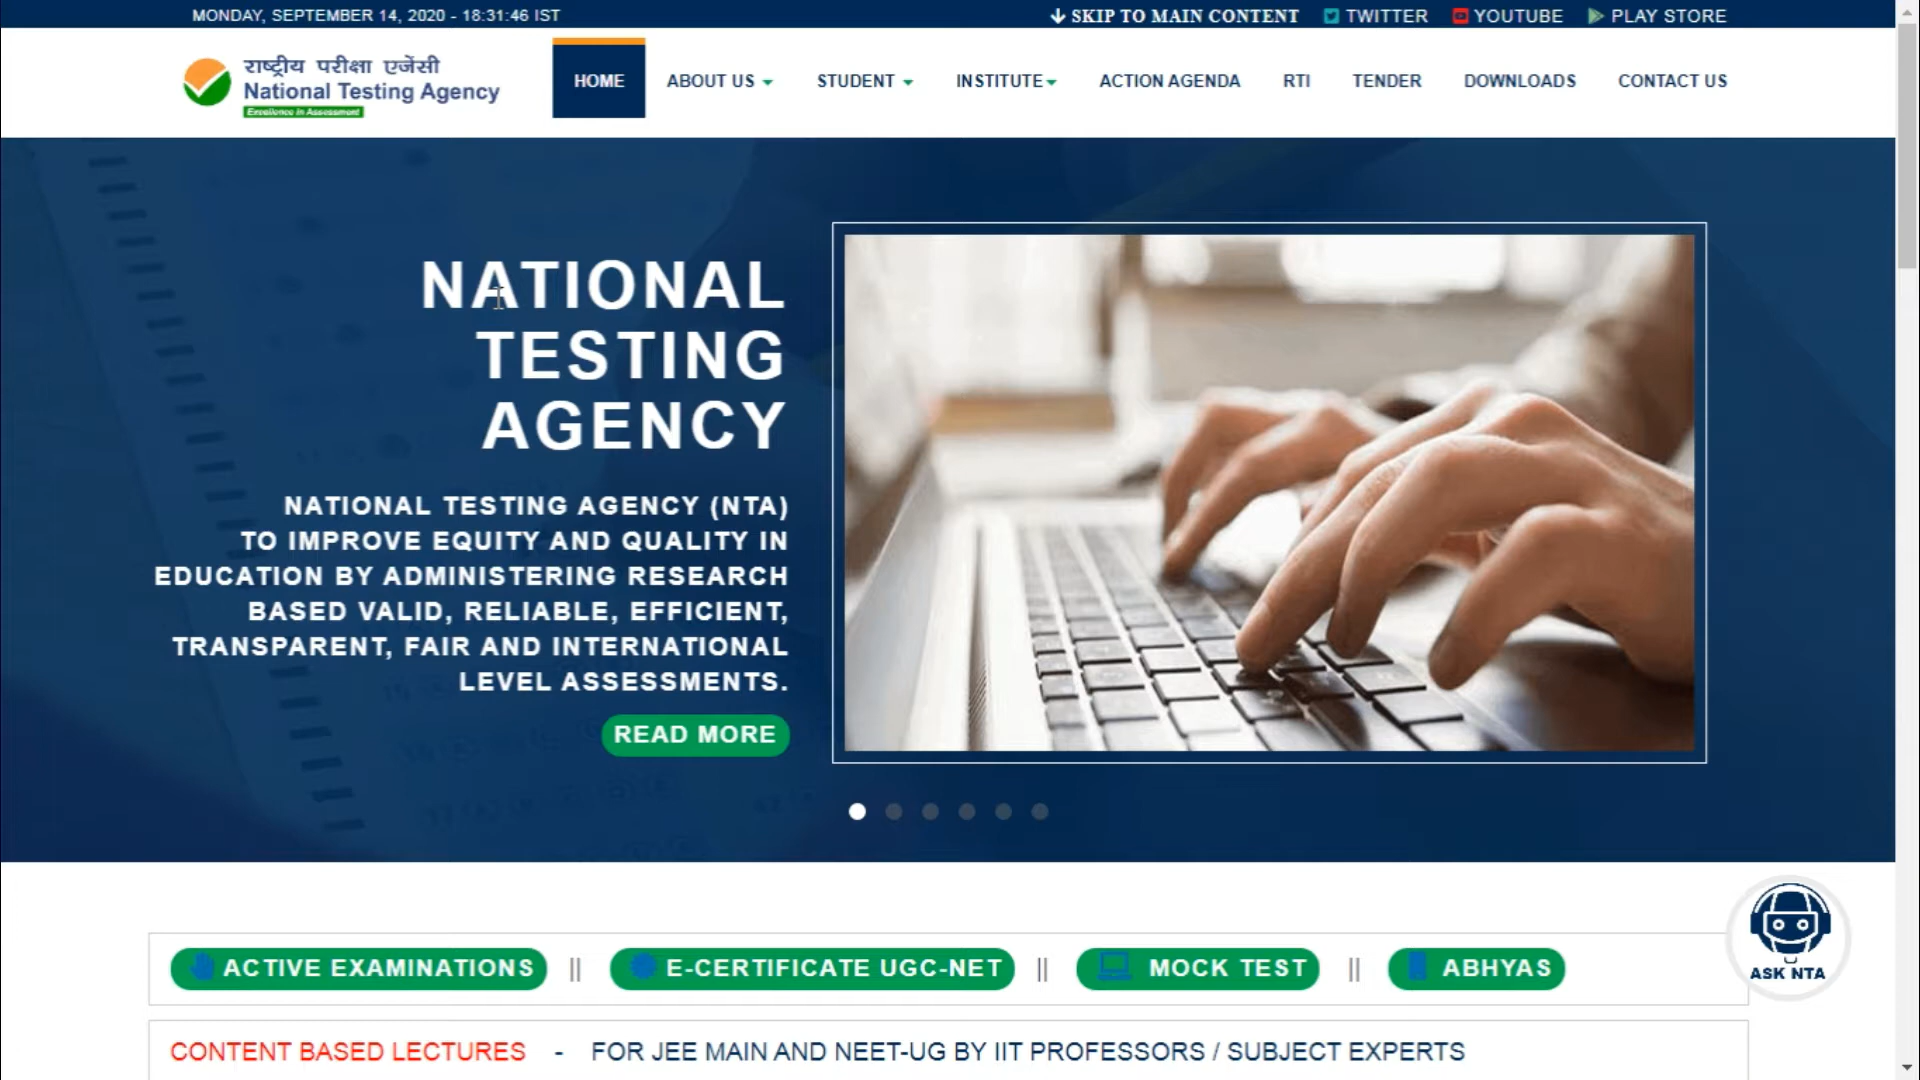 MONDAY, SEPTEMBER 14, 2020 - 18:31:46 IST
SKIP TO MAIN CONTENT TWITTER YOUTUBE PLAY STORE
राष्ट्रीय परीक्षा एजेंसी
National Testing Agency
Excellence in Assessment
HOME ABOUT US STUDENT INSTITUTE ACTION AGENDA RTI TENDER DOWNLOADS CONTACT US
NATIONAL
TESTING
AGENCY
NATIONAL TESTING AGENCY (NTA)
TO IMPROVE EQUITY AND QUALITY IN
EDUCATION BY ADMINISTERING RESEARCH
BASED VALID, RELIABLE, EFFICIENT,
TRANSPARENT, FAIR AND INTERNATIONAL
LEVEL ASSESSMENTS.
READ MORE
ACTIVE EXAMINATIONS || E-CERTIFICATE UGC-NET || MOCK TEST || ABHYAS
ASK NTA
CONTENT BASED LECTURES - FOR JEE MAIN AND NEET-UG BY IIT PROFESSORS / SUBJECT EXPERTS